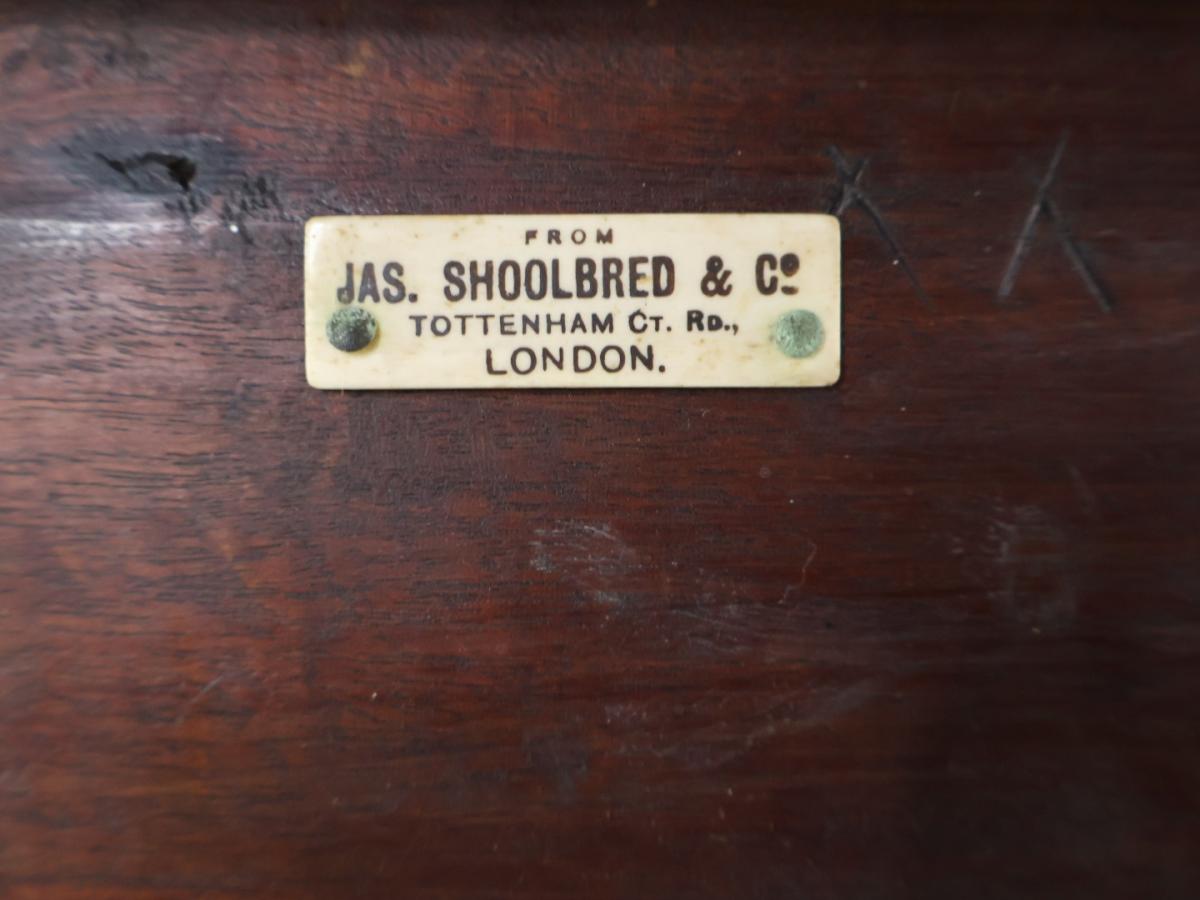 FROM
JAS. SHOOLBRED & Cº
TOTTENHAM CT. RD.,
LONDON.